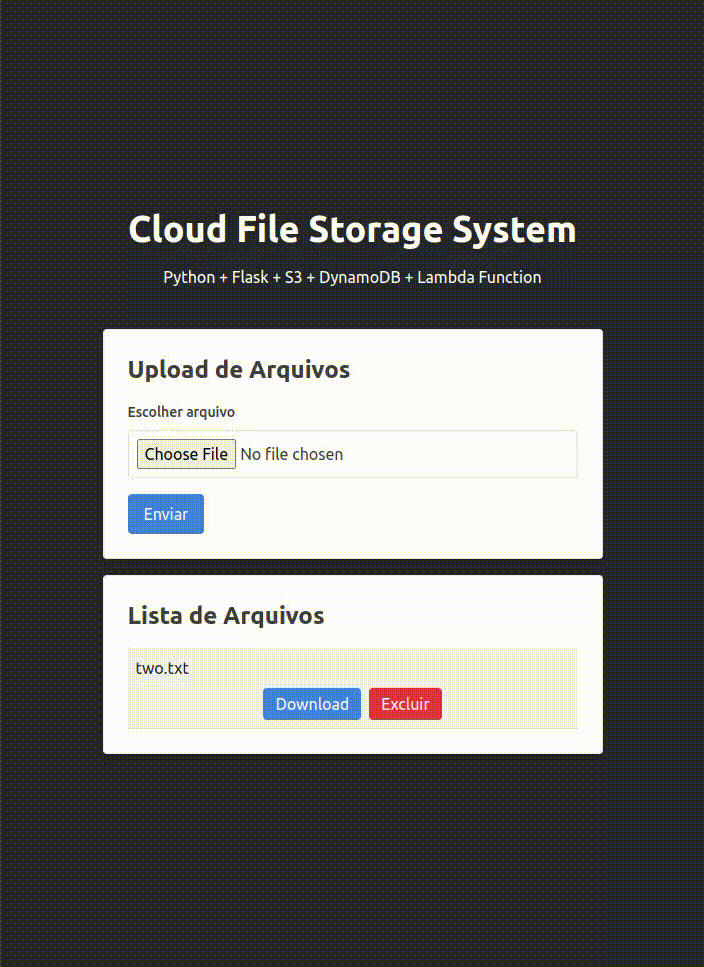 Cloud File Storage System
Python + Flask + S3 + DynamoDB + Lambda Function
Upload de Arquivos
Escolher arquivo
Choose File No file chosen
Enviar
Lista de Arquivos
two.txt
Download Excluir